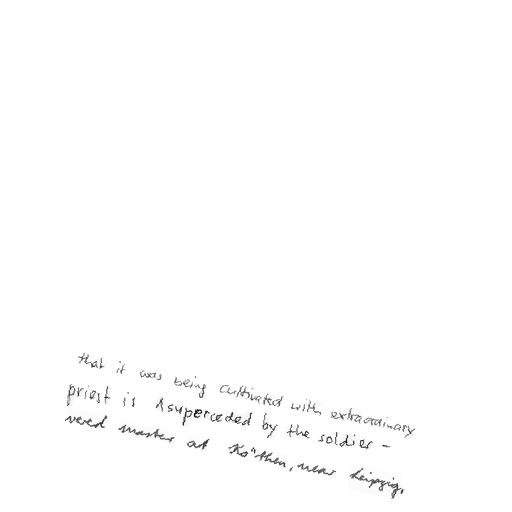 that it was being cultivated with extraordinary
priest is superceded by the soldier -
vered master at Ko"then, near Leipzig,